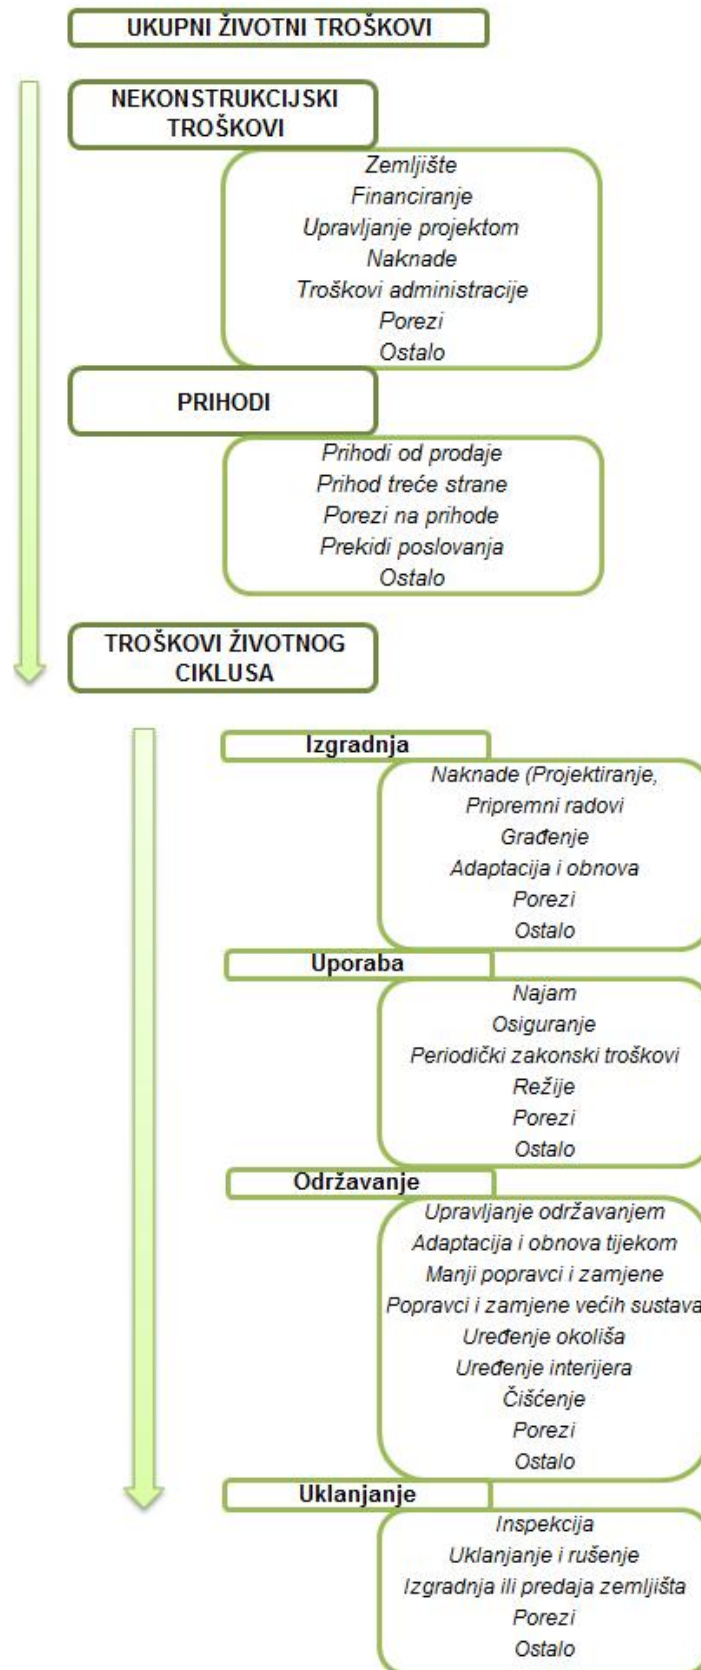 UKUPNI ŽIVOTNI TROŠKOVI
NEKONSTRUKCIJSKI
TROŠKOVI
Zemljište
Financiranje
Upravljanje projektom
Naknade
Troškovi administracije
Porezi
Ostalo
PRIHODI
Prihodi od prodaje
Prihod treće strane
Porezi na prihode
Prekidi poslovanja
Ostalo
TROŠKOVI ŽIVOTNOG
CIKLUSA
Izgradnja
Naknade (Projektiranje,
Pripremni radovi
Građenje
Adaptacija i obnova
Porezi
Ostalo
Uporaba
Najam
Osiguranje
Periodički zakonski troškovi
Režije
Porezi
Ostalo
Održavanje
Upravljanje održavanjem
Adaptacija i obnova tijekom
Manji popravci i zamjene
Popravci i zamjene većih sustava
Uređenje okoliša
Uređenje interijera
Čišćenje
Porezi
Ostalo
Uklanjanje
Inspekcija
Uklanjanje i rušenje
Izgradnja ili predaja zemljišta
Porezi
Ostalo